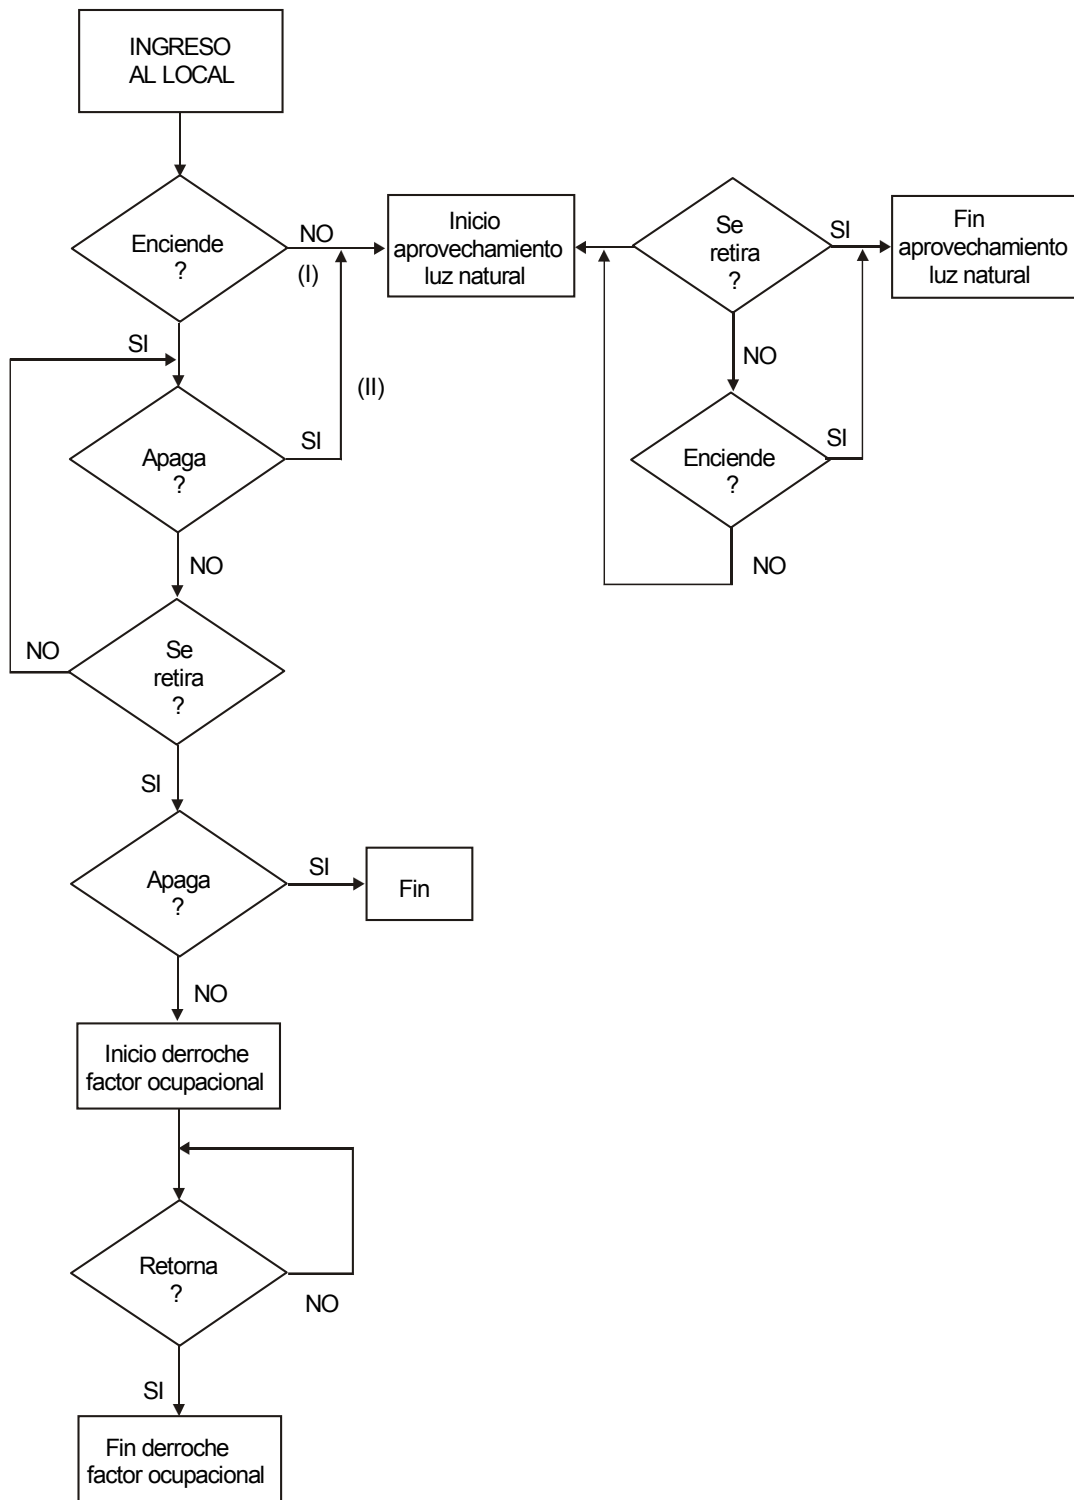 INGRESO
AL LOCAL
Enciende
?
NO
(I)
Inicio
aprovechamiento
luz natural
Se
retira
?
SI
Fin
aprovechamiento
luz natural
SI
(II)
NO
Apaga
?
SI
Enciende
?
SI
NO
NO
Se
retira
?
NO
SI
Apaga
?
SI
Fin
NO
Inicio derroche
factor ocupacional
Retorna
?
NO
SI
Fin derroche
factor ocupacional